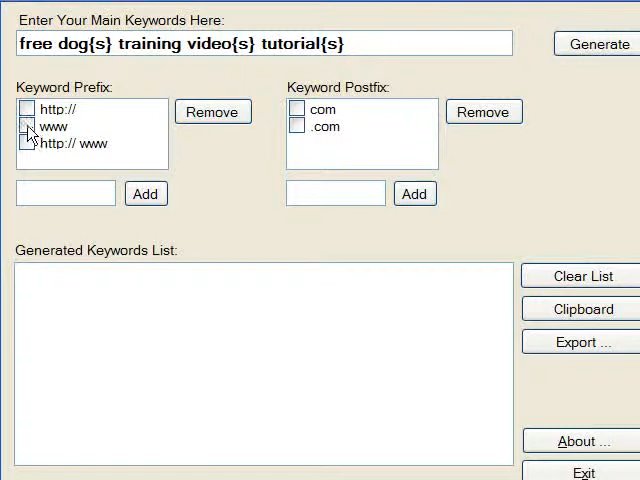 Enter Your Main Keywords Here:
free dog{s} training video{s} tutorial{s}
Generate
Keyword Prefix:
Keyword Postfix:
http://
www
http:// www
Remove
com
.com
Remove
Add
Add
Generated Keywords List:
Clear List
Clipboard
Export ...
About ...
Exit